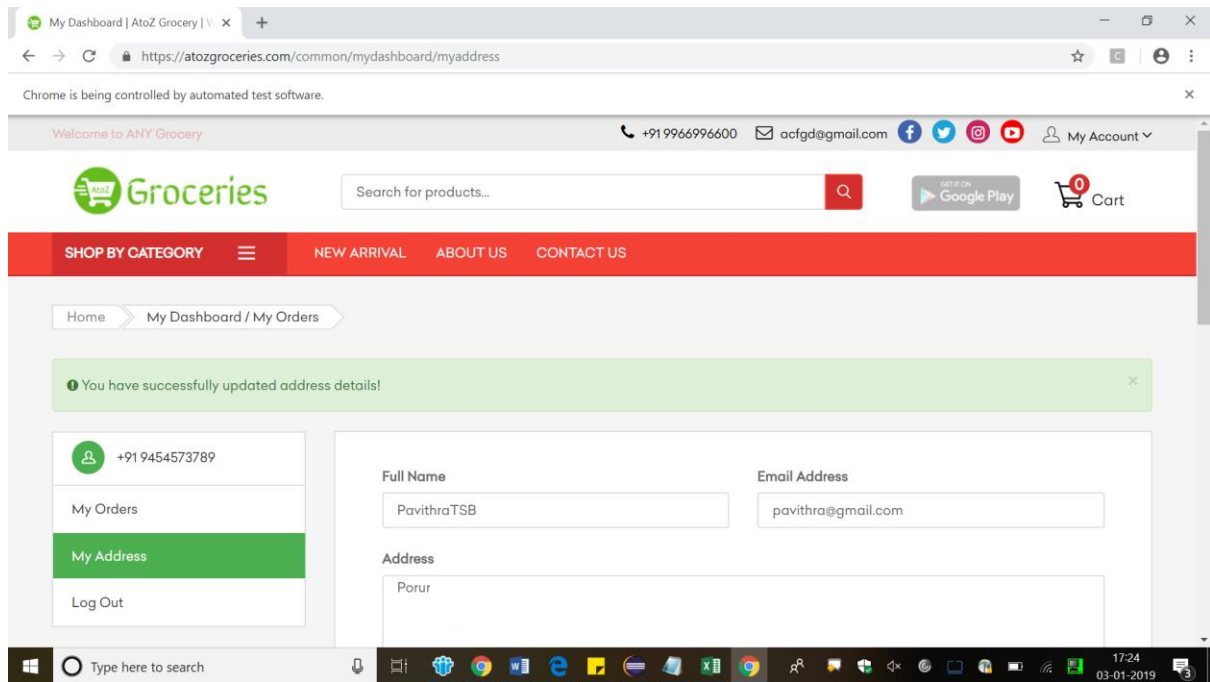 My Dashboard | AtoZ Grocery |
https://atozgroceries.com/common/mydashboard/myaddress
Chrome is being controlled by automated test software.
Welcome to ANY Grocery
+91 9966996600
acfgd@gmail.com
My Account
AtoZ
Groceries
Search for products...
GET IT ON
Google Play
0
Cart
SHOP BY CATEGORY
NEW ARRIVAL
ABOUT US
CONTACT US
Home
My Dashboard / My Orders
You have successfully updated address details!
+91 9454573789
My Orders
My Address
Log Out
Full Name
PavithraTSB
Email Address
pavithra@gmail.com
Address
Porur
Type here to search
17:24
03-01-2019
3